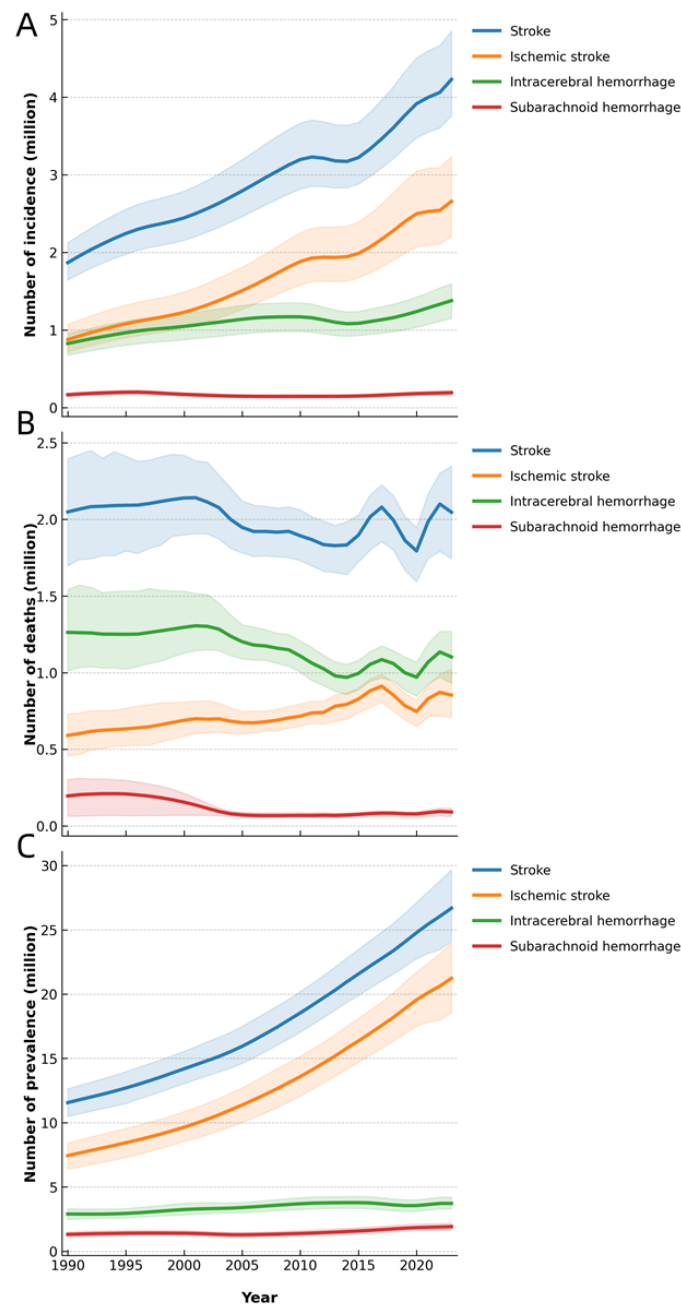 A
5
4
3
2
1
0
Number of incidence (million)
Stroke
Ischemic stroke
Intracerebral hemorrhage
Subarachnoid hemorrhage
B
2.5
2.0
1.5
1.0
0.5
0.0
Number of deaths (million)
Stroke
Ischemic stroke
Intracerebral hemorrhage
Subarachnoid hemorrhage
C
30
25
20
15
10
5
0
Number of prevalence (million)
Stroke
Ischemic stroke
Intracerebral hemorrhage
Subarachnoid hemorrhage
1990 1995 2000 2005 2010 2015 2020
Year